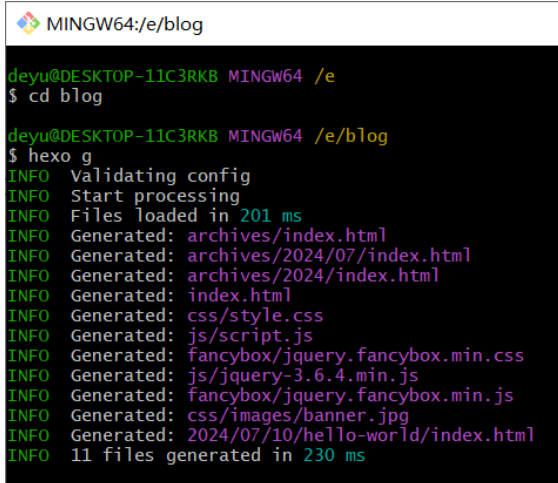 MINGW64:/e/blog
deyu@DESKTOP-11C3RKB MINGW64 /e
$ cd blog
deyu@DESKTOP-11C3RKB MINGW64 /e/blog
$ hexo g
INFO  Validating config
INFO  Start processing
INFO  Files loaded in 201 ms
INFO  Generated: archives/index.html
INFO  Generated: archives/2024/07/index.html
INFO  Generated: archives/2024/index.html
INFO  Generated: index.html
INFO  Generated: css/style.css
INFO  Generated: js/script.js
INFO  Generated: fancybox/jquery.fancybox.min.css
INFO  Generated: js/jquery-3.6.4.min.js
INFO  Generated: fancybox/jquery.fancybox.min.js
INFO  Generated: css/images/banner.jpg
INFO  Generated: 2024/07/10/hello-world/index.html
INFO  11 files generated in 230 ms